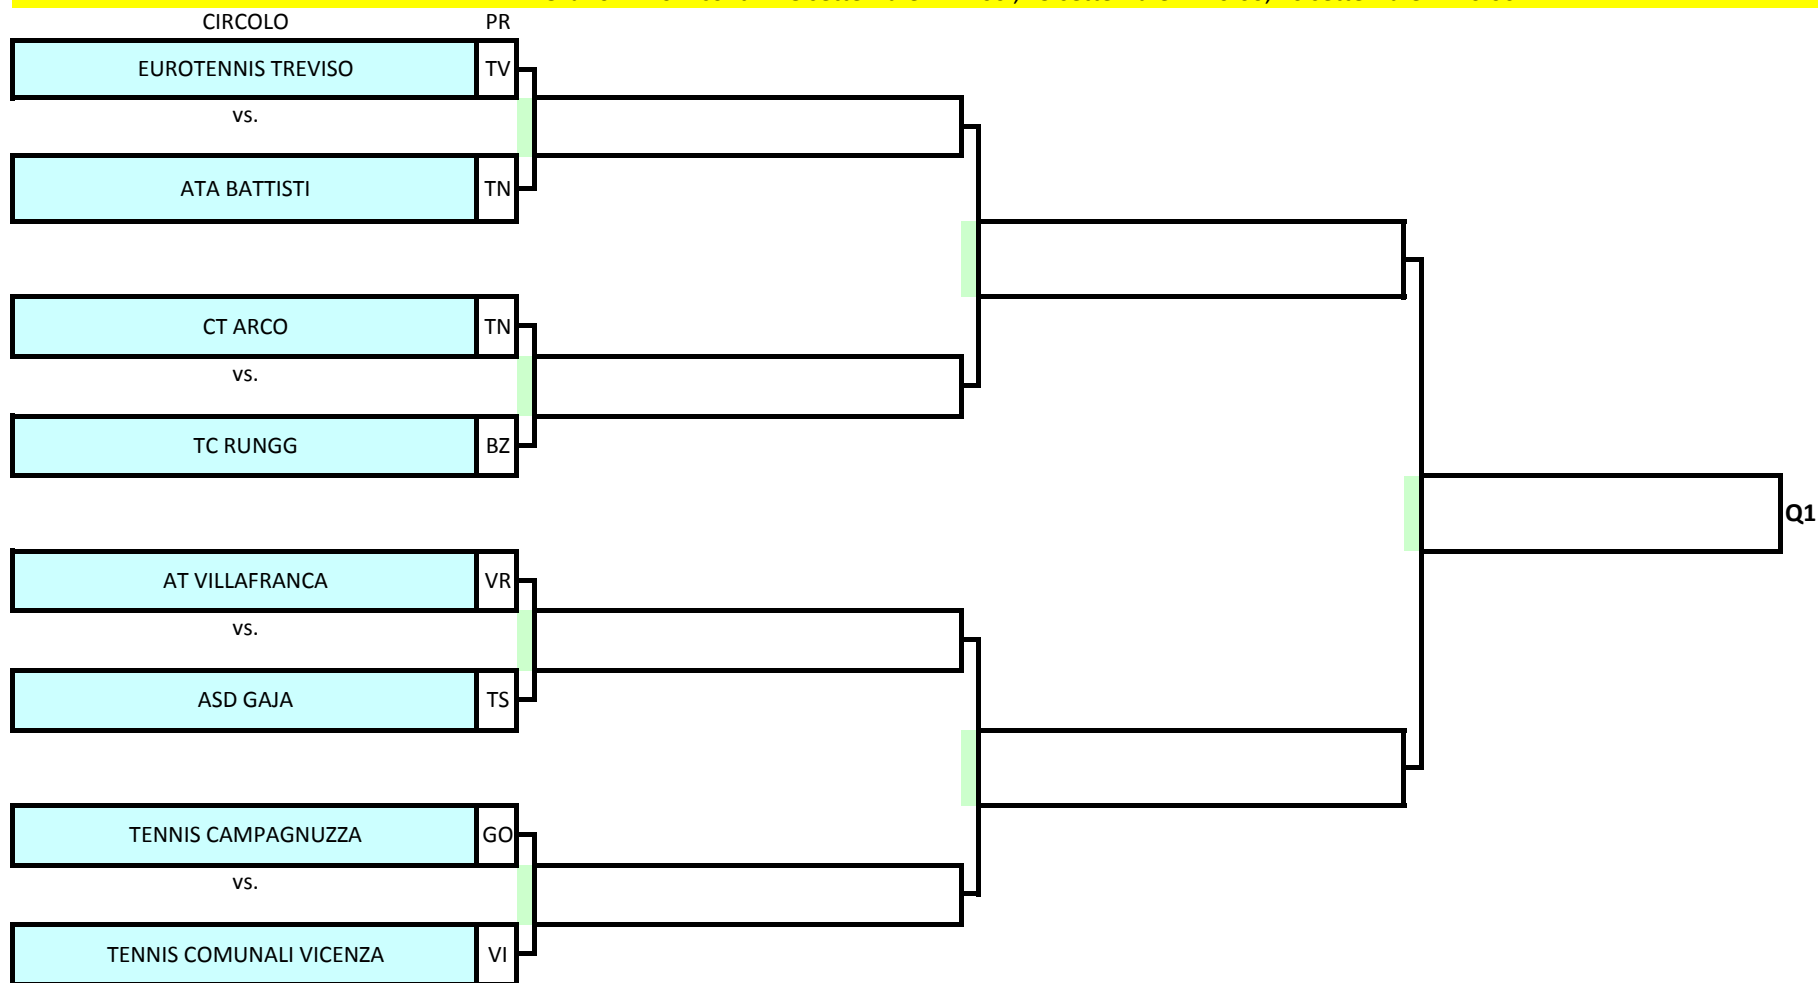 CIRCOLO PR
EUROTENNIS TREVISO TV
vs.
ATA BATTISTI TN
CT ARCO TN
vs.
TC RUNGG BZ
Q1
AT VILLAFRANCA VR
vs.
ASD GAJA TS
TENNIS CAMPAGNUZZA GO
vs.
TENNIS COMUNALI VICENZA VI